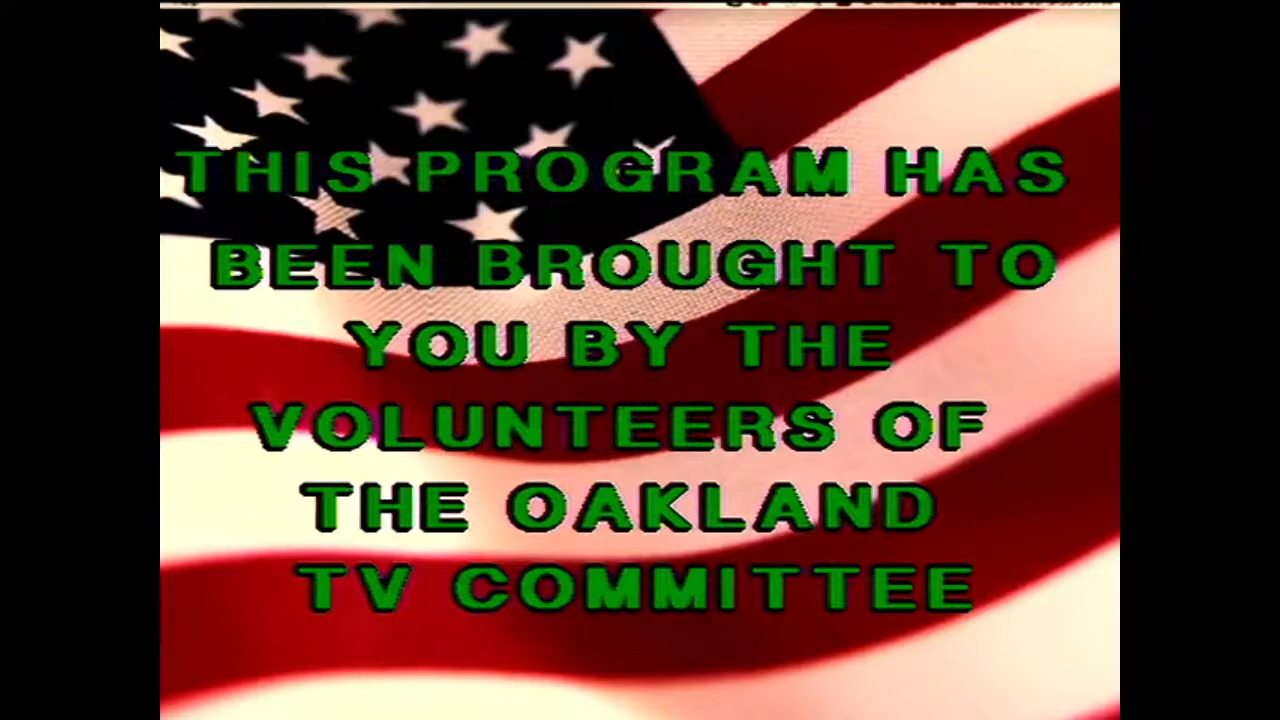 THIS PROGRAM HAS
BEEN BROUGHT TO
YOU BY THE
VOLUNTEERS OF
THE OAKLAND
TV COMMITTEE